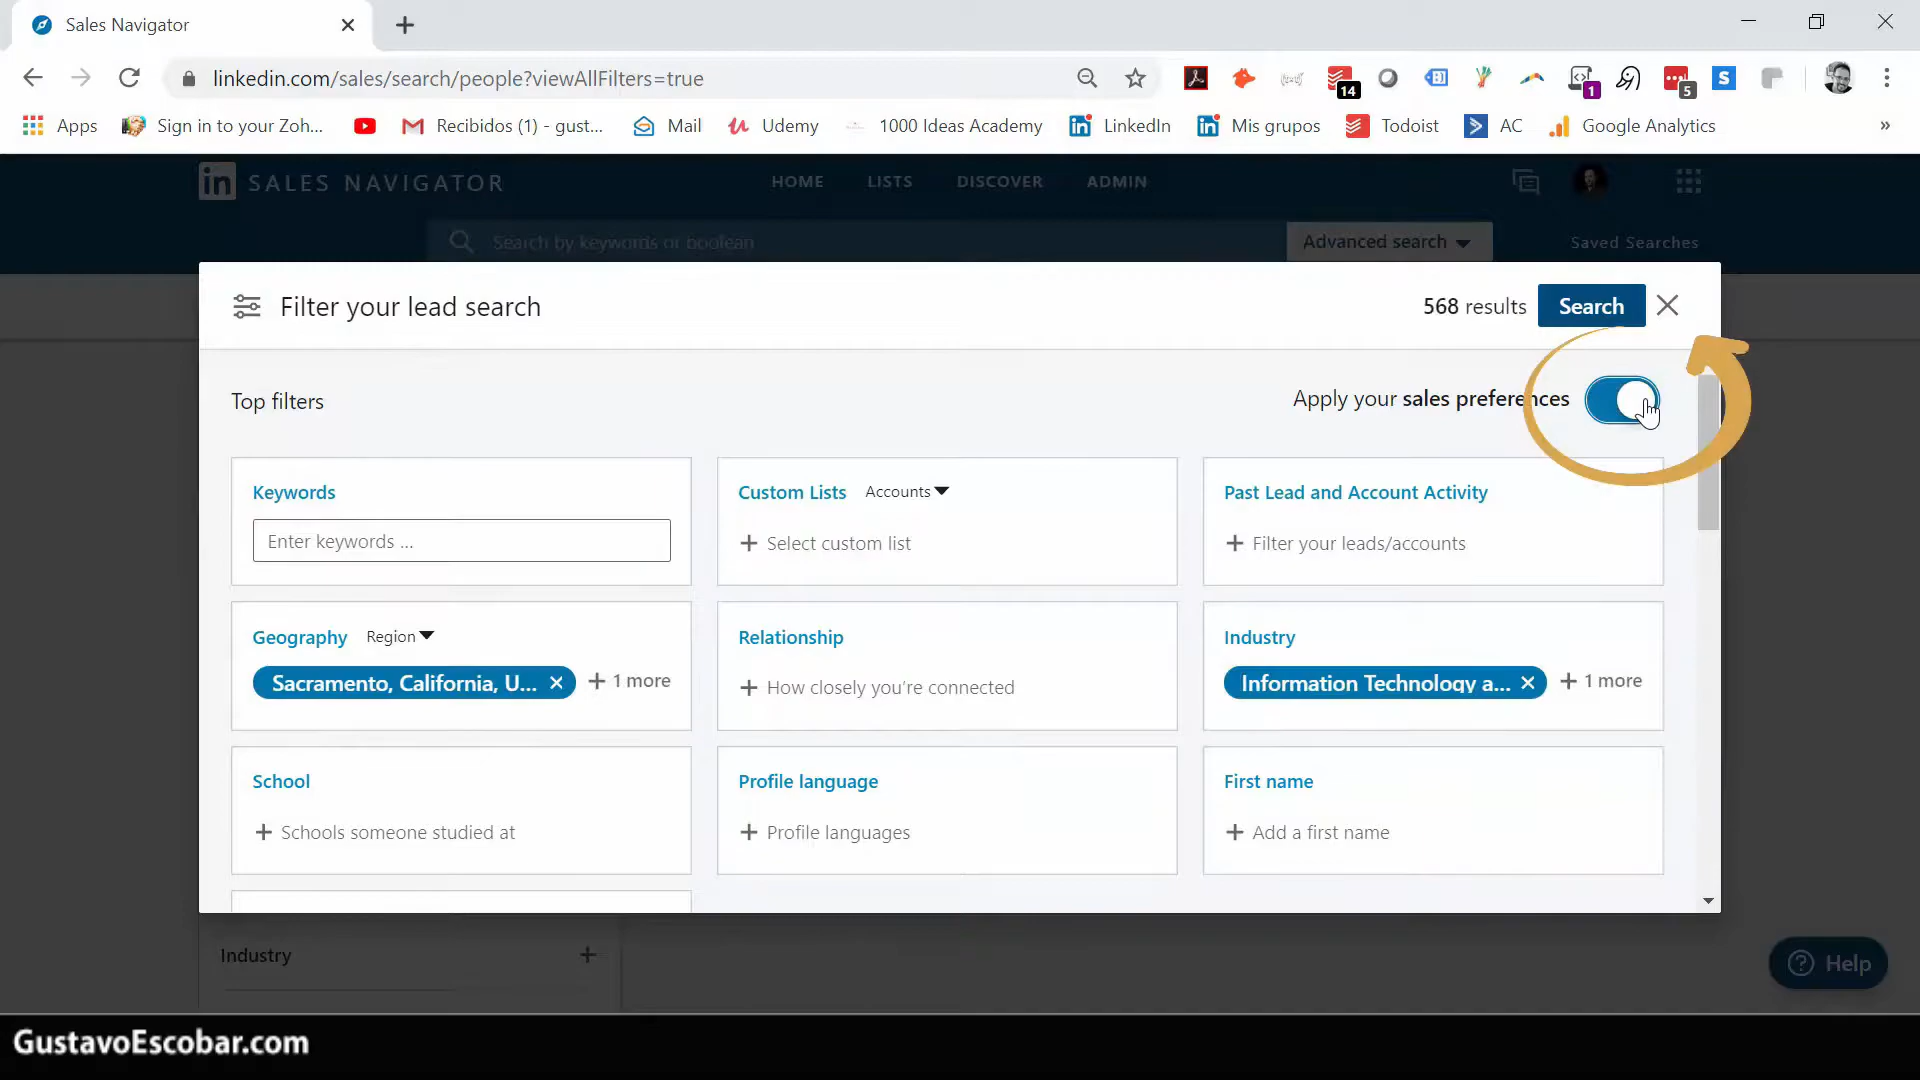 Sales Navigator
linkedin.com/sales/search/people?viewAllFilters=true
14
1
5
S
Apps
Sign in to your Zoh...
Recibidos (1) - gust...
Mail
Udemy
1000 Ideas Academy
LinkedIn
Mis grupos
Todoist
AC
Google Analytics
»
in SALES NAVIGATOR
HOME
LISTS
DISCOVER
ADMIN
Search by keywords or boolean
Advanced search
Saved Searches
Filter your lead search
568 results
Search
Top filters
Apply your sales preferences
Keywords
Enter keywords ...
Custom Lists Accounts
+ Select custom list
Past Lead and Account Activity
+ Filter your leads/accounts
Geography Region
Sacramento, California, U... × + 1 more
Relationship
+ How closely you're connected
Industry
Information Technology a... × + 1 more
School
+ Schools someone studied at
Profile language
+ Profile languages
First name
+ Add a first name
Industry +
? Help
GustavoEscobar.com